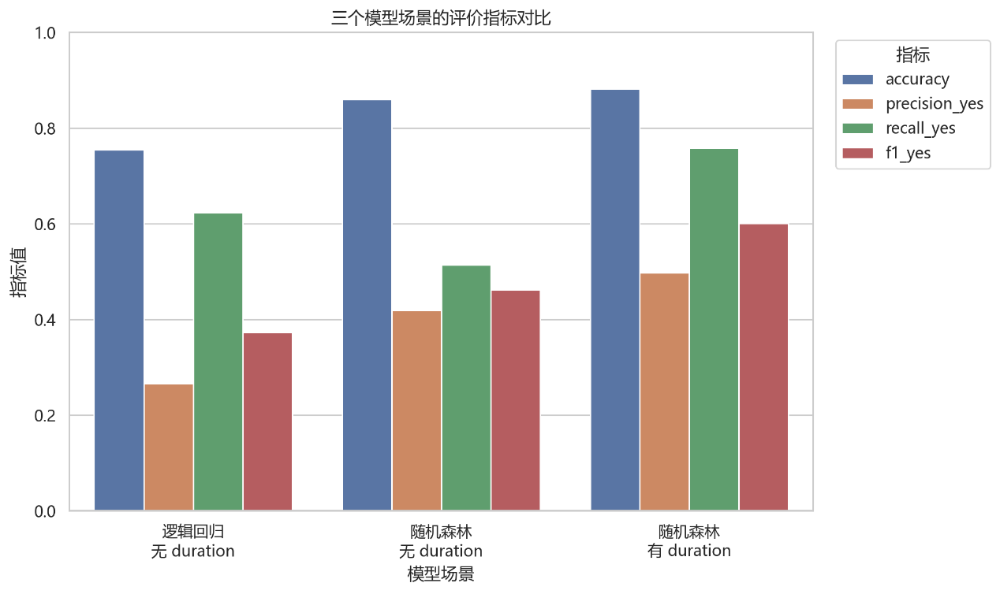 三个模型场景的评价指标对比
指标
accuracy
precision_yes
recall_yes
f1_yes
指标值
1.0
0.8
0.6
0.4
0.2
0.0
逻辑回归
无 duration
随机森林
无 duration
随机森林
有 duration
模型场景